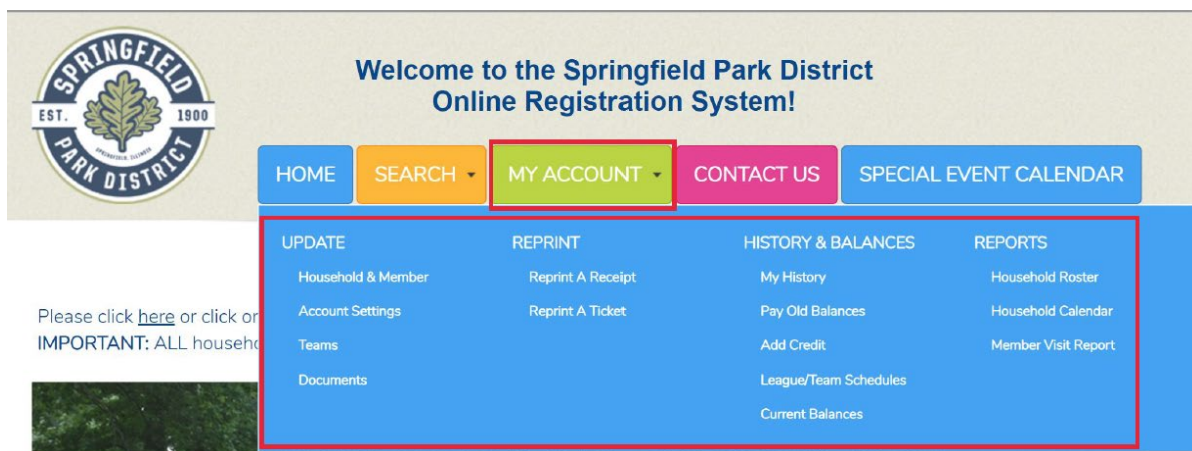 SPRINGFIELD
EST. 1900
SPRINGFIELD, ILLINOIS
PARK DISTRICT
Welcome to the Springfield Park District
Online Registration System!
HOME SEARCH MY ACCOUNT CONTACT US SPECIAL EVENT CALENDAR
UPDATE
Household & Member
Account Settings
Teams
Documents
REPRINT
Reprint A Receipt
Reprint A Ticket
HISTORY & BALANCES
My History
Pay Old Balances
Add Credit
League/Team Schedules
Current Balances
REPORTS
Household Roster
Household Calendar
Member Visit Report
Please click here or click or
IMPORTANT: ALL househo